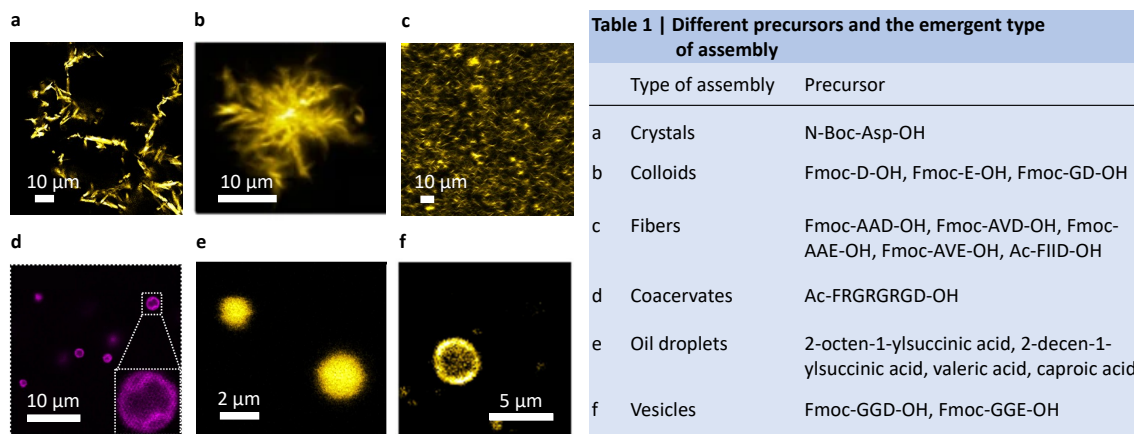 a
b
c
10 µm
10 µm
10 µm
d
e
f
10 µm
2 µm
5 µm
Table 1 | Different precursors and the emergent type
of assembly
Type of assembly Precursor
a Crystals N-Boc-Asp-OH
b Colloids Fmoc-D-OH, Fmoc-E-OH, Fmoc-GD-OH
c Fibers Fmoc-AAD-OH, Fmoc-AVD-OH, Fmoc-
AAE-OH, Fmoc-AVE-OH, Ac-FIID-OH
d Coacervates Ac-FRGRGRGD-OH
e Oil droplets 2-octen-1-ylsuccinic acid, 2-decen-1-
ylsuccinic acid, valeric acid, caproic acid
f Vesicles Fmoc-GGD-OH, Fmoc-GGE-OH